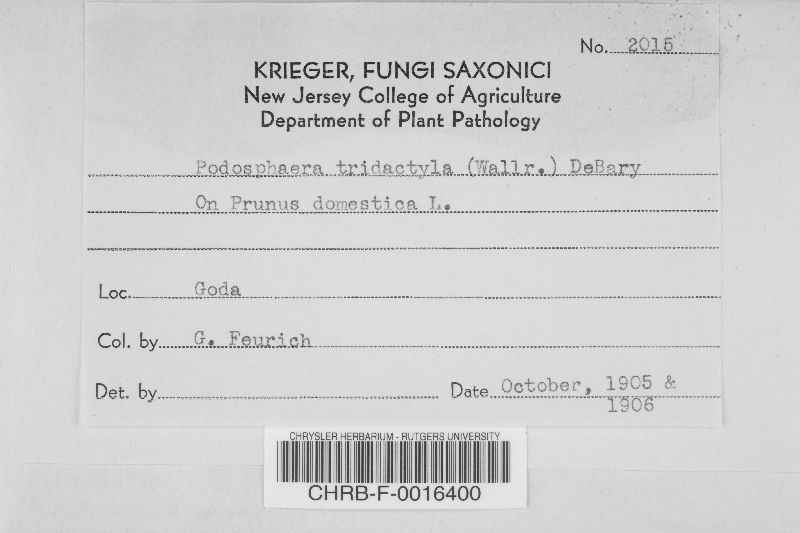 No. 2015
KRIEGER, FUNGI SAXONICI
New Jersey College of Agriculture
Department of Plant Pathology
Podosphaera tridactyla (Wallr.) DeBary
On Prunus domestica L.
Loc. Goda
Col. by G. Feurich
Det. by
Date October, 1905 &
1906
CHRYSLER HERBARIUM - RUTGERS UNIVERSITY
CHRB-F-0016400